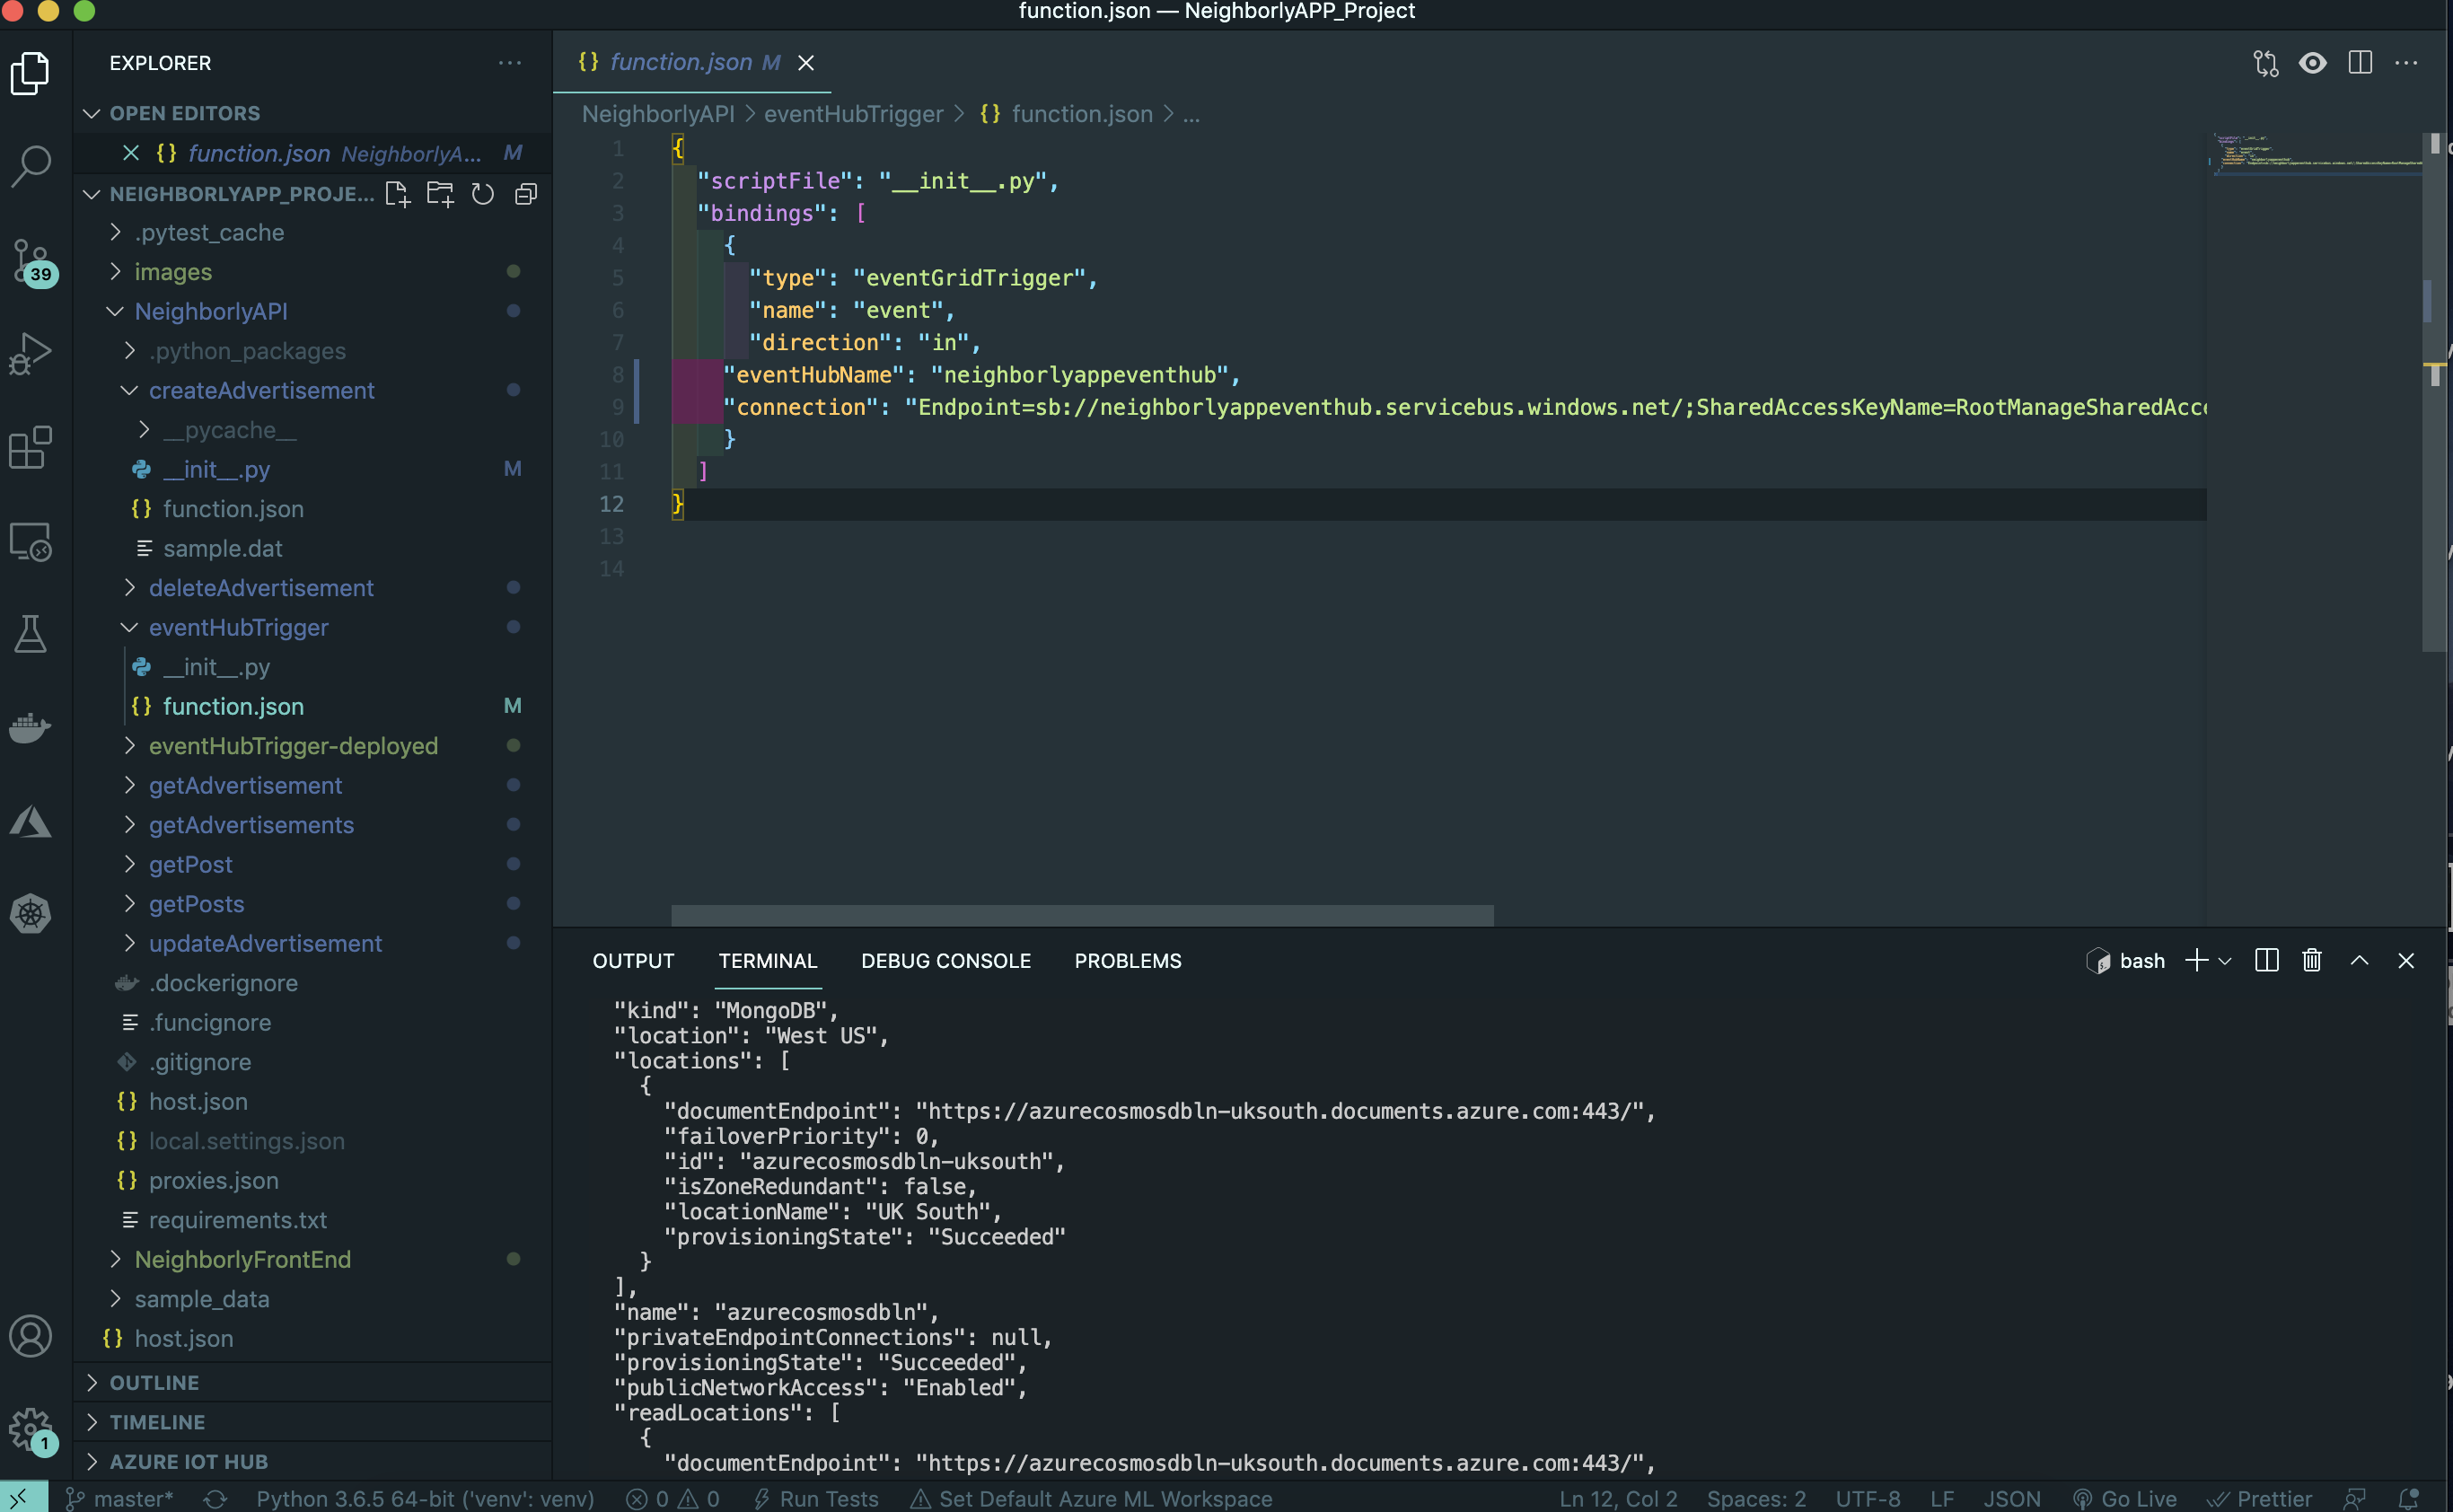 function.json — NeighborlyAPP_Project
EXPLORER
OPEN EDITORS
function.json NeighborlyA... M
NEIGHBORLYAPP_PROJE...
.pytest_cache
images
NeighborlyAPI
.python_packages
createAdvertisement
__pycache__
__init__.py M
function.json
sample.dat
deleteAdvertisement
eventHubTrigger
__init__.py
function.json M
eventHubTrigger-deployed
getAdvertisement
getAdvertisements
getPost
getPosts
updateAdvertisement
.dockerignore
.funcignore
.gitignore
host.json
local.settings.json
proxies.json
requirements.txt
NeighborlyFrontEnd
sample_data
host.json
OUTLINE
TIMELINE
AZURE IOT HUB
39
1
function.json M
NeighborlyAPI > eventHubTrigger > {} function.json > ...
1 {
2 "scriptFile": "__init__.py",
3 "bindings": [
4 {
5 "type": "eventGridTrigger",
6 "name": "event",
7 "direction": "in",
8 "eventHubName": "neighborlyappeventhub",
9 "connection": "Endpoint=sb://neighborlyappeventhub.servicebus.windows.net/;SharedAccessKeyName=RootManageSharedAcce
10 }
11 ]
12 }
13
14
OUTPUT TERMINAL DEBUG CONSOLE PROBLEMS
bash
"kind": "MongoDB",
"location": "West US",
"locations": [
{
"documentEndpoint": "https://azurecosmosdbln-uksouth.documents.azure.com:443/",
"failoverPriority": 0,
"id": "azurecosmosdbln-uksouth",
"isZoneRedundant": false,
"locationName": "UK South",
"provisioningState": "Succeeded"
}
],
"name": "azurecosmosdbln",
"privateEndpointConnections": null,
"provisioningState": "Succeeded",
"publicNetworkAccess": "Enabled",
"readLocations": [
{
"documentEndpoint": "https://azurecosmosdbln-uksouth.documents.azure.com:443/",
master* Python 3.6.5 64-bit ('venv': venv) 0 0 Run Tests Set Default Azure ML Workspace Ln 12, Col 2 Spaces: 2 UTF-8 LF JSON Go Live Prettier